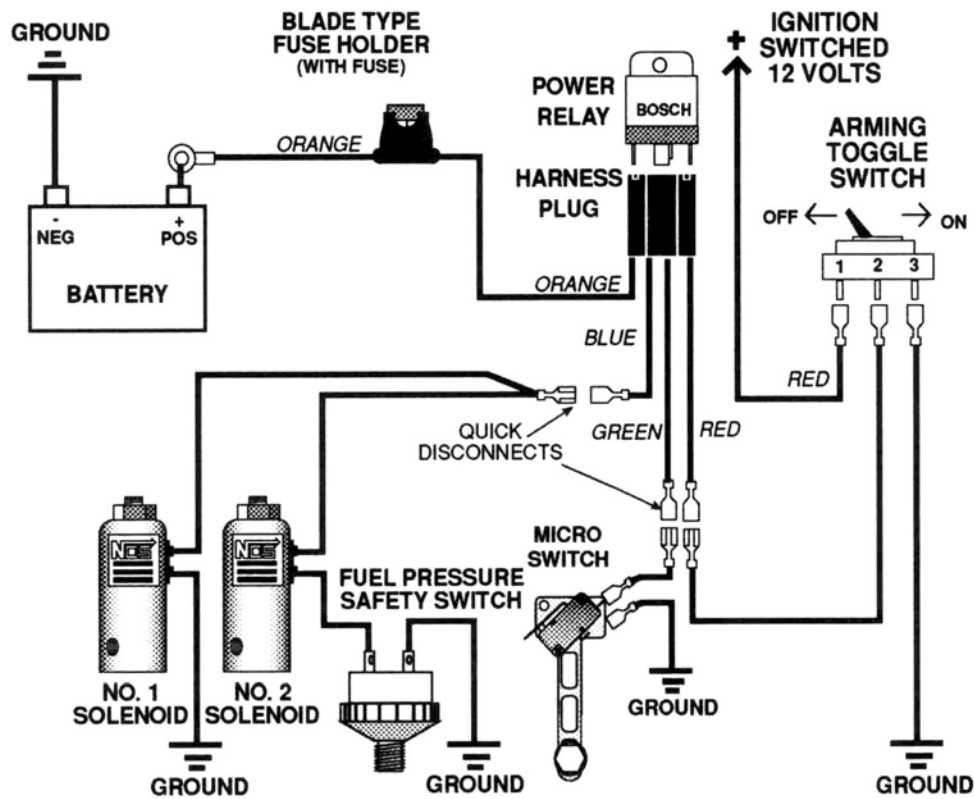 GROUND
BLADE TYPE
FUSE HOLDER
(WITH FUSE)
+
IGNITION
SWITCHED
12 VOLTS
POWER
RELAY
BOSCH
ARMING
TOGGLE
SWITCH
ORANGE
HARNESS
PLUG
OFF
ON
-
NEG
+
POS
1 2 3
BATTERY
ORANGE
BLUE
RED
GREEN
RED
QUICK
DISCONNECTS
MICRO
SWITCH
NOS
NOS
FUEL PRESSURE
SAFETY SWITCH
NO. 1
SOLENOID
NO. 2
SOLENOID
GROUND
GROUND
GROUND
GROUND